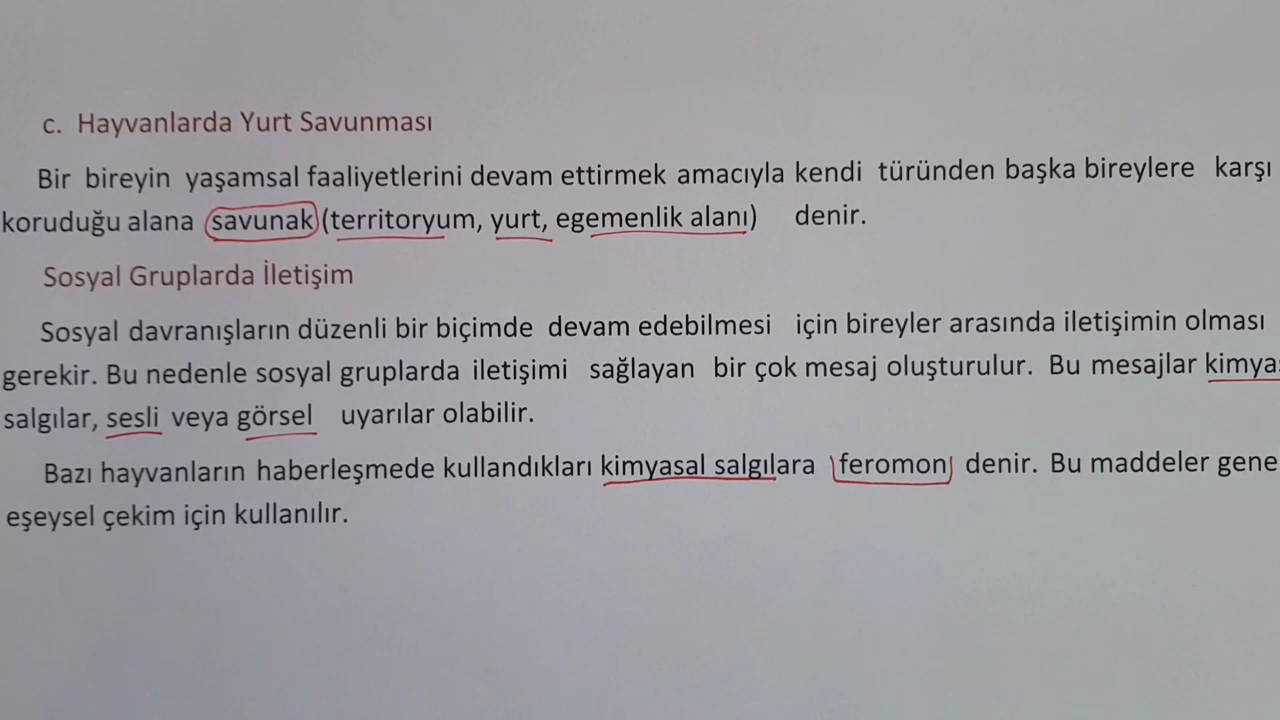 c. Hayvanlarda Yurt Savunması
Bir bireyin yaşamsal faaliyetlerini devam ettirmek amacıyla kendi türünden başka bireylere karşı
koruduğu alana savunak (territoryum, yurt, egemenlik alanı) denir.
Sosyal Gruplarda İletişim
Sosyal davranışların düzenli bir biçimde devam edebilmesi için bireyler arasında iletişimin olması
gerekir. Bu nedenle sosyal gruplarda iletişimi sağlayan bir çok mesaj oluşturulur. Bu mesajlar
salgılar, sesli veya görsel uyarılar olabilir.
Bazı hayvanların haberleşmede kullandıkları kimyasal salgılara feromon denir. Bu maddeler
eşeysel çekim için kullanılır.